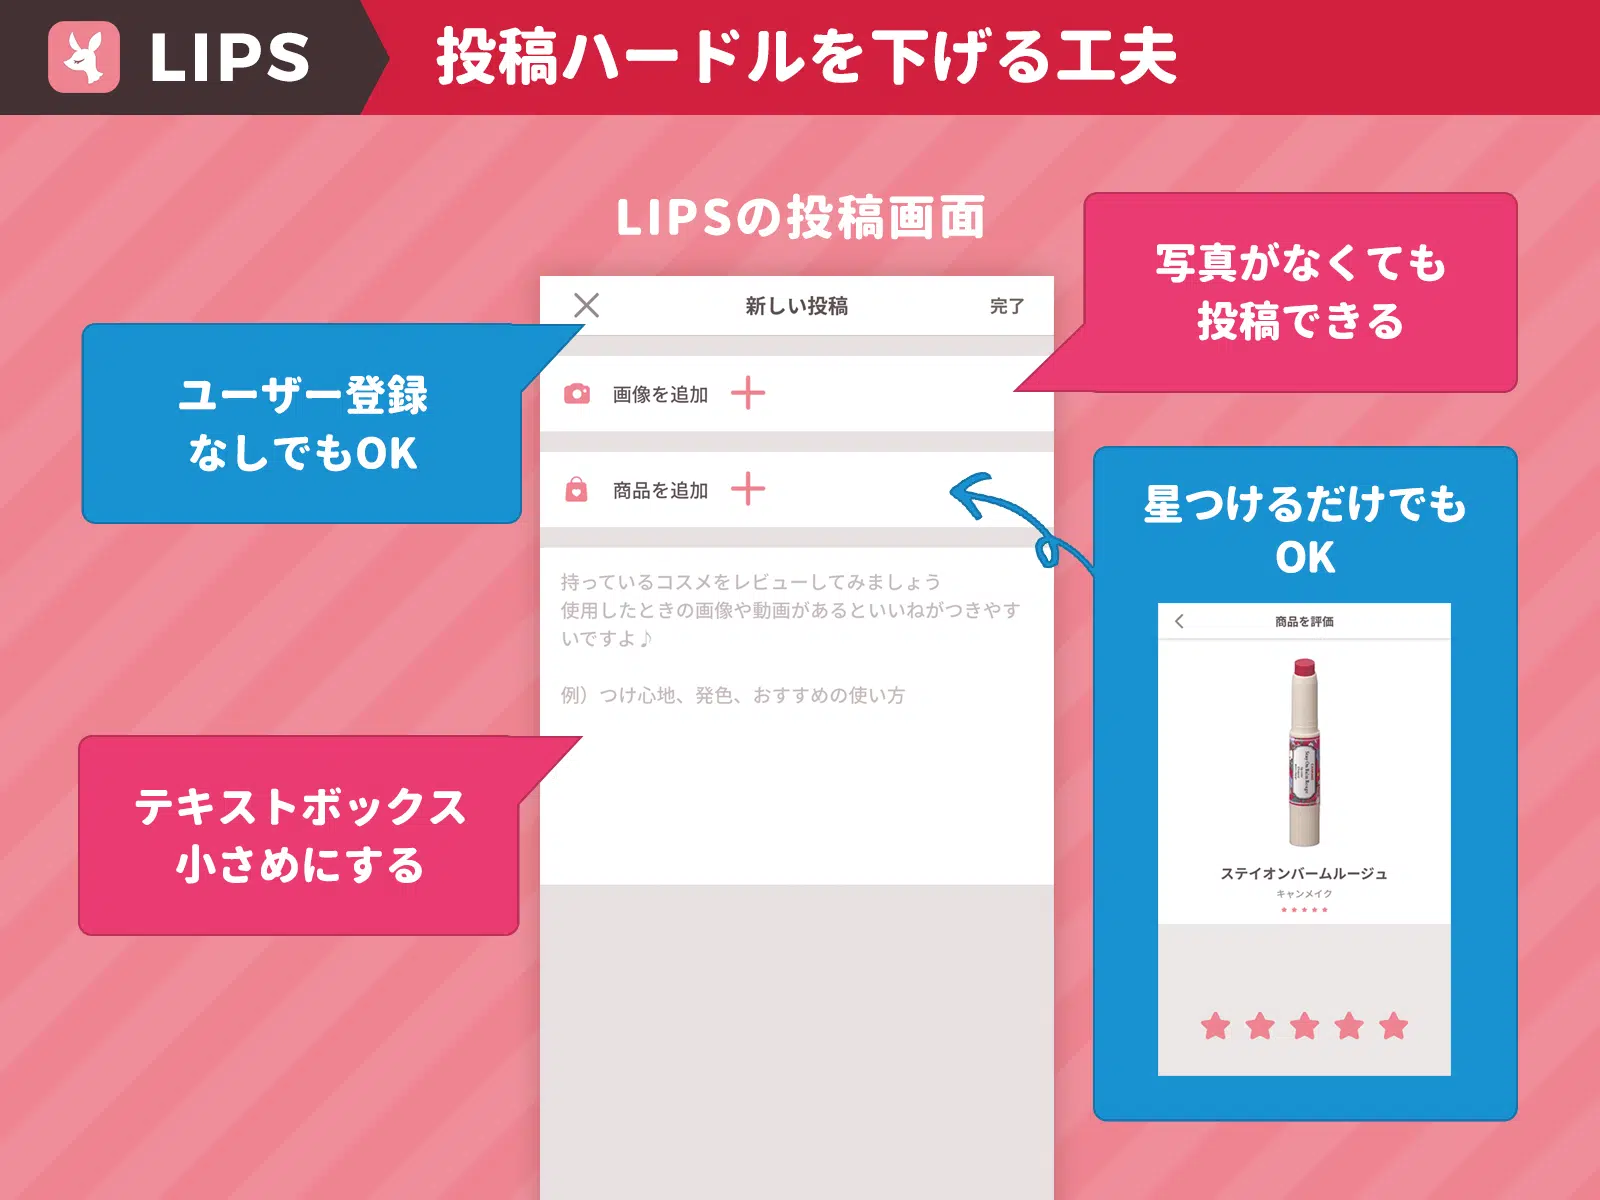 LIPS
投稿ハードルを下げる工夫
LIPSの投稿画面
写真がなくても
投稿できる
新しい投稿
完了
ユーザー登録
なしでもOK
画像を追加
商品を追加
星つけるだけでも
OK
持っているコスメをレビューしてみましょう
使用したときの画像や動画があるといいねがつきやす
いですよ♪
例）つけ心地、発色、おすすめの使い方
商品を評価
テキストボックス
小さめにする
ステイオンバームルージュ
キャンメイク